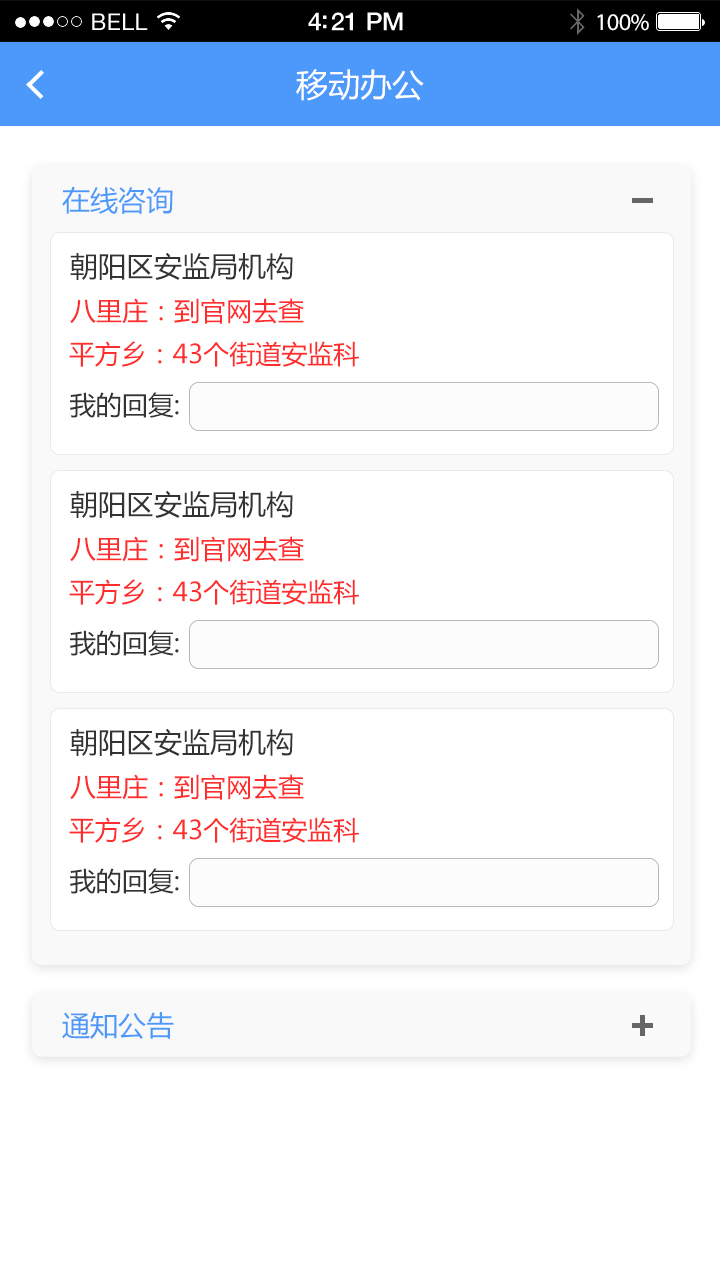 BELL 4:21 PM 100%
移动办公
在线咨询
朝阳区安监局机构
八里庄：到官网去查
平方乡：43个街道安监科
我的回复:
朝阳区安监局机构
八里庄：到官网去查
平方乡：43个街道安监科
我的回复:
朝阳区安监局机构
八里庄：到官网去查
平方乡：43个街道安监科
我的回复:
通知公告